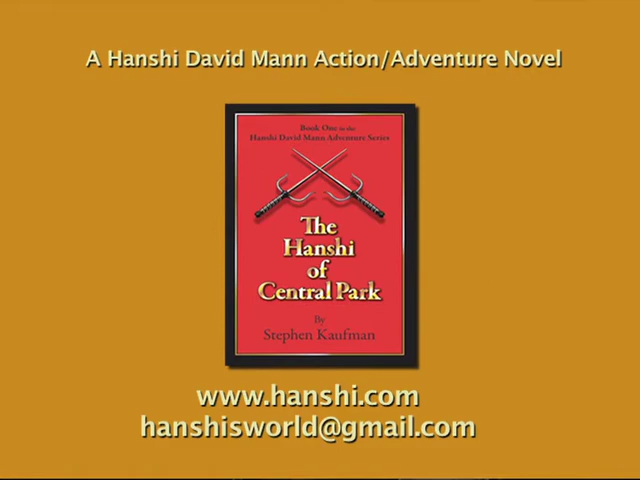 A Hanshi David Mann Action/Adventure Novel
Book One to the
Hanshi David Mann Adventure Series
The
Hanshi
of
Central Park
By
Stephen Kaufman
www.hanshi.com
hanshisworld@gmail.com